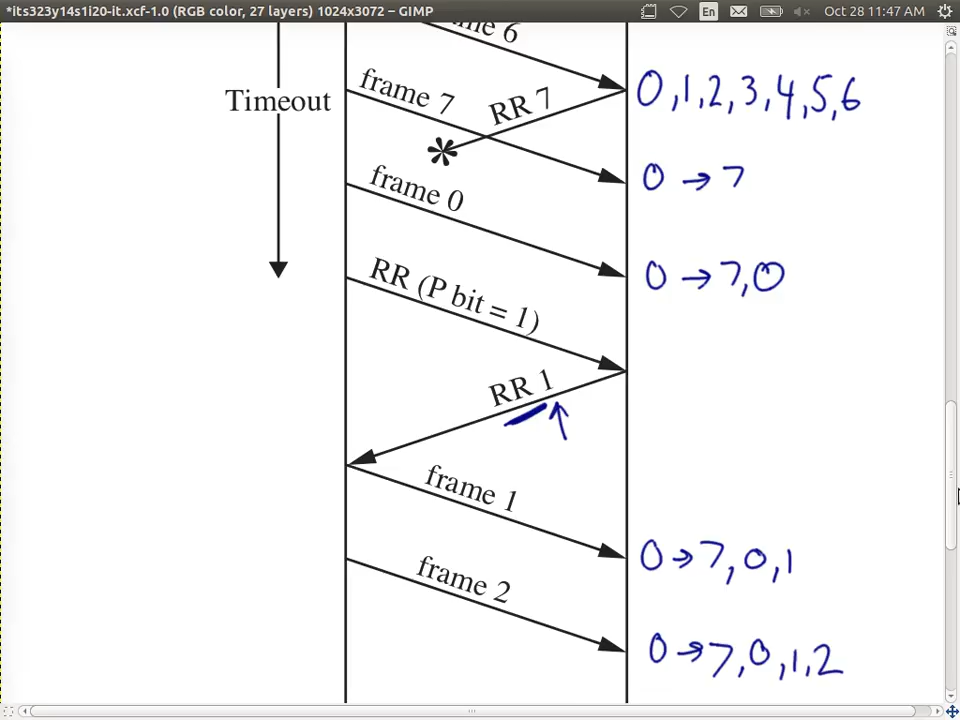 *its323y14s1i20-it.xcf-1.0 (RGB color, 27 layers) 1024x3072 – GIMP
En
Oct 28 11:47 AM
me 6
0,1,2,3,4,5,6
Timeout
frame 7
RR 7
*
0 → 7
frame 0
0 → 7,0
RR (P bit = 1)
RR 1
frame 1
0 → 7,0,1
frame 2
0 → 7,0,1,2